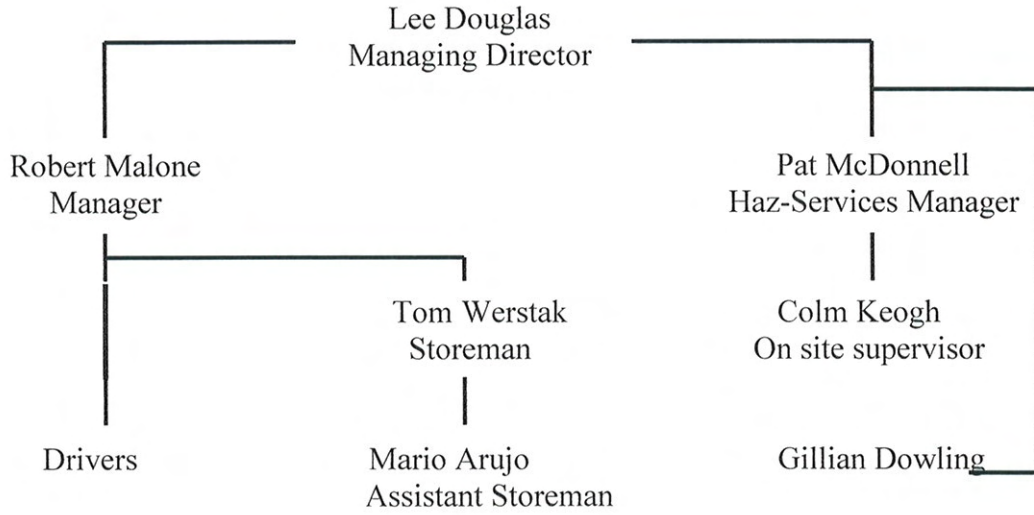 Lee Douglas
Managing Director
Robert Malone
Manager
Pat McDonnell
Haz-Services Manager
Tom Werstak
Storeman
Colm Keogh
On site supervisor
Drivers
Mario Arujo
Assistant Storeman
Gillian Dowling